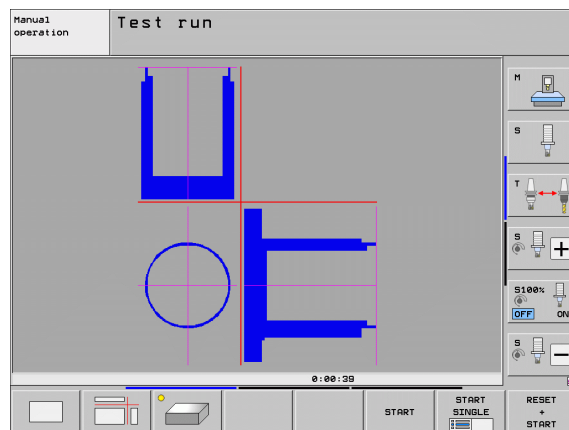 Manual
operation
Test run
M
S
T
S
S100%
OFF ON
S
0:00:39
START
START
SINGLE
RESET
+
START